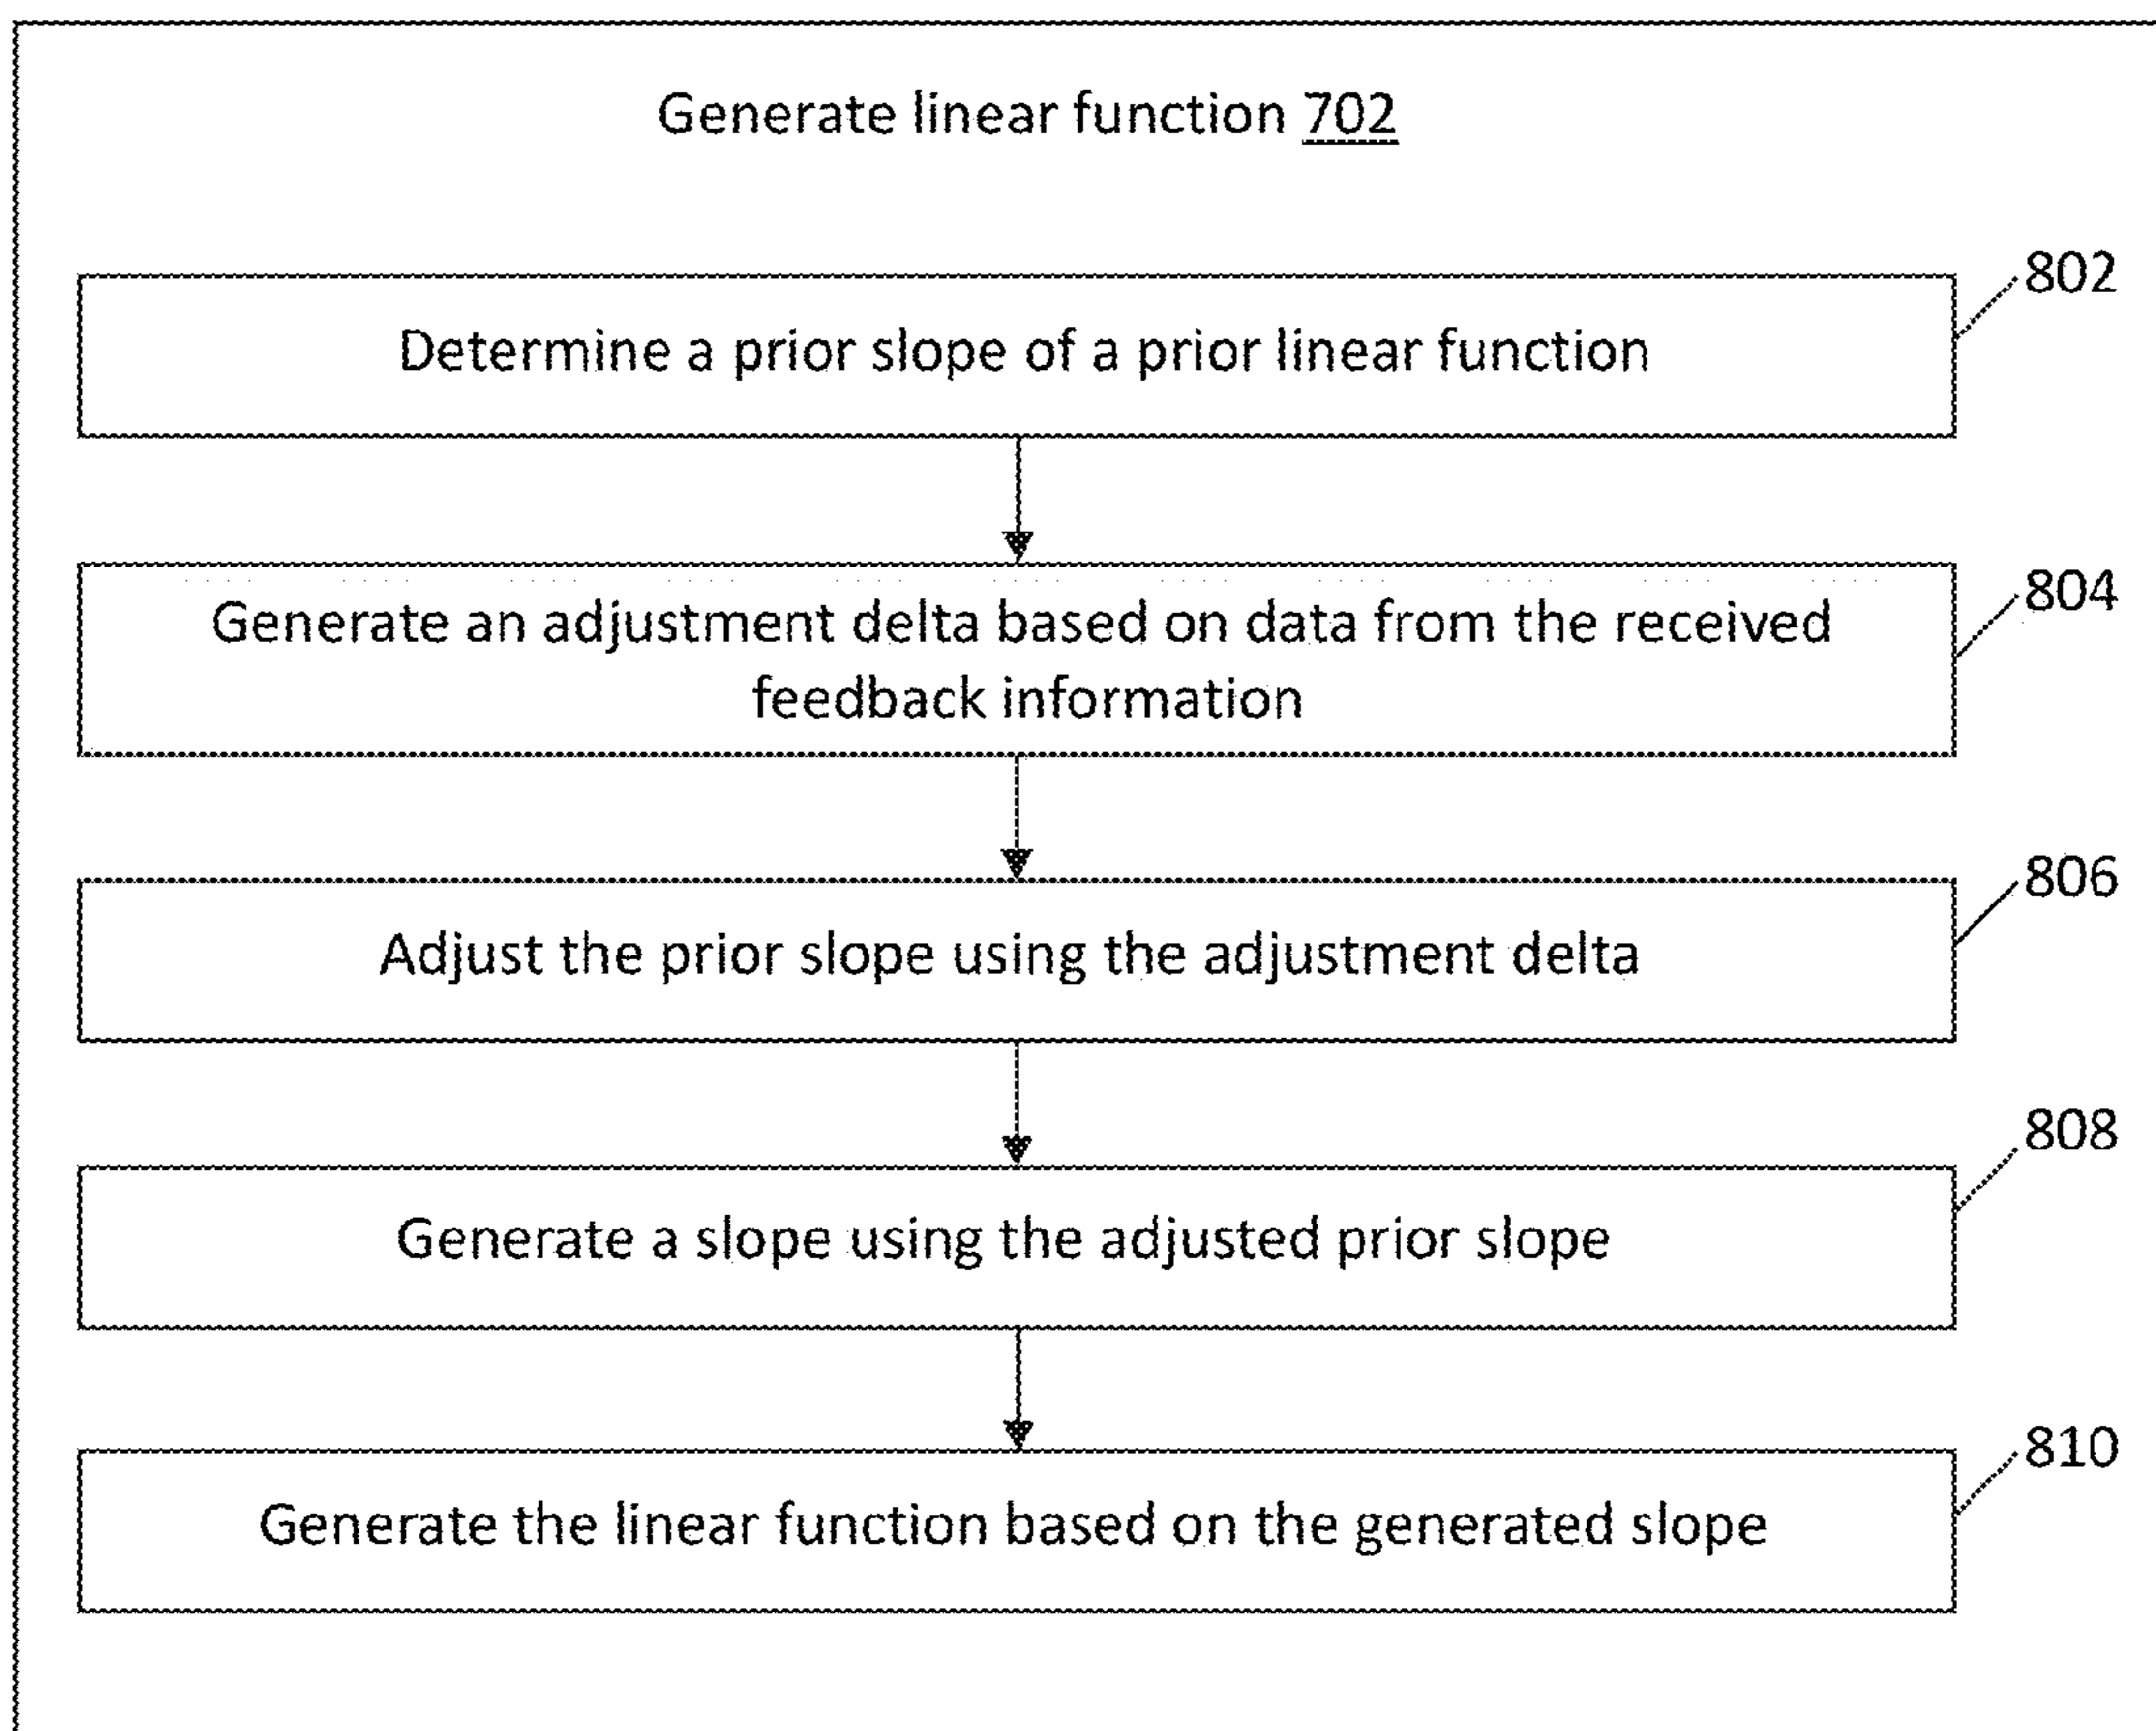 Generate linear function 702
802
Determine a prior slope of a prior linear function
804
Generate an adjustment delta based on data from the received
feedback information
806
Adjust the prior slope using the adjustment delta
808
Generate a slope using the adjusted prior slope
810
Generate the linear function based on the generated slope